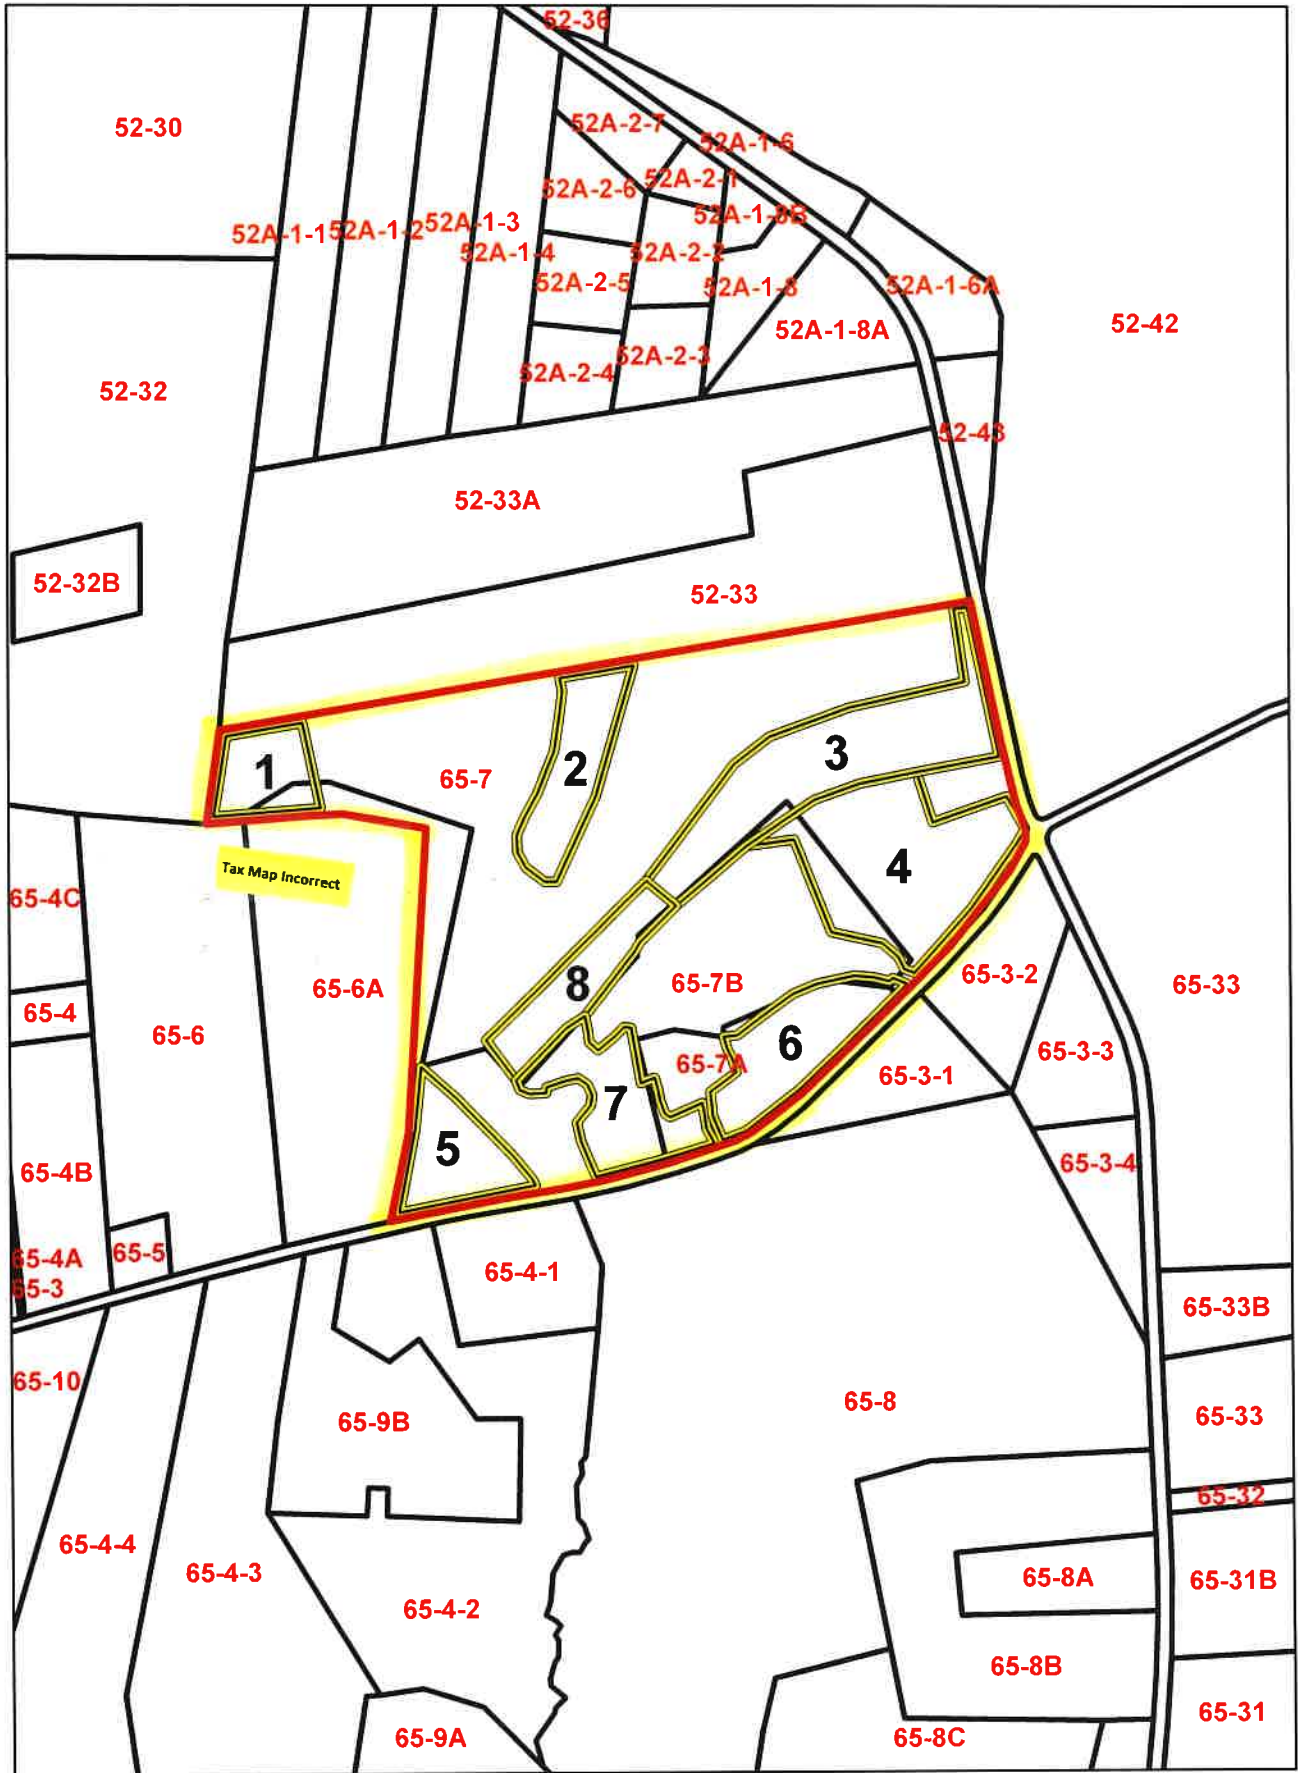 52-36
52-30
52A-2-7
52A-1-6
52A-2-6
52A-2-1
52A-1-8B
52A-1-1
52A-1-2
52A-1-3
52A-1-4
52A-2-2
52A-2-5
52A-1-8
52A-1-6A
52-42
52A-1-8A
52A-2-3
52A-2-4
52-32
52-43
52-33A
52-32B
52-33
1
65-7
2
3
4
Tax Map Incorrect
65-4C
65-6A
8
65-7B
65-3-2
65-33
65-4
65-6
6
65-3-3
65-7A
65-3-1
7
5
65-4B
65-3-4
65-4A
65-5
65-3
65-4-1
65-33B
65-10
65-8
65-9B
65-33
65-32
65-4-4
65-4-3
65-8A
65-31B
65-4-2
65-8B
65-31
65-9A
65-8C